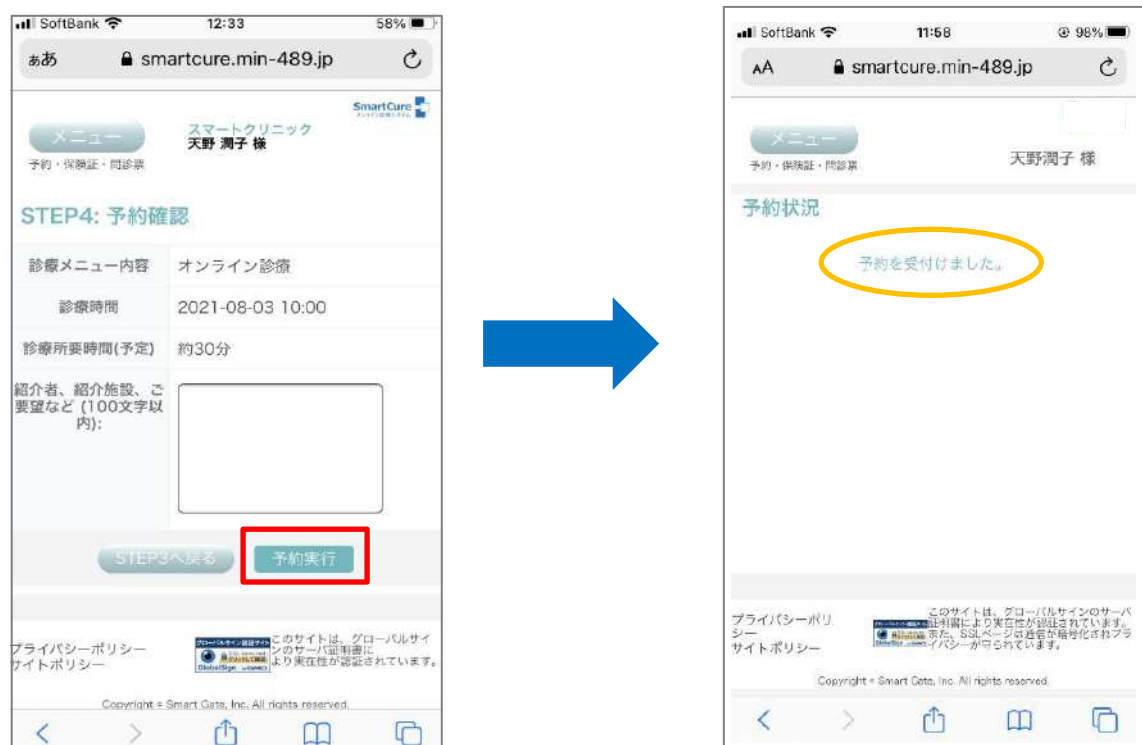 SoftBank 12:33 58%
ぁあ smartcure.min-489.jp
SmartCure
メニュー
スマートクリニック
天野 潤子 様
予約・保険証・問診票
STEP4: 予約確認
診療メニュー内容 オンライン診療
診療時間 2021-08-03 10:00
診療所要時間(予定) 約30分
紹介者、紹介施設、ご
要望など (100文字以
内):
STEP3へ戻る 予約実行
プライバシーポリシー
サイトポリシー
このサイトは、グローバルサイ
ンのサーバ証明書に
より実在性が認証されています。
GlobalSign
Copyright © Smart Gate, Inc. All rights reserved.
SoftBank 11:58 98%
AA smartcure.min-489.jp
メニュー
予約・保険証・問診票
天野潤子 様
予約状況
予約を受付けました。
プライバシーポリ
シー
サイトポリシー
このサイトは、グローバルサインのサーバ
証明書により実在性が認証されています。
また、SSLページは通信が暗号化されプラ
イバシーが守られています。
Copyright © Smart Gate, Inc. All rights reserved.